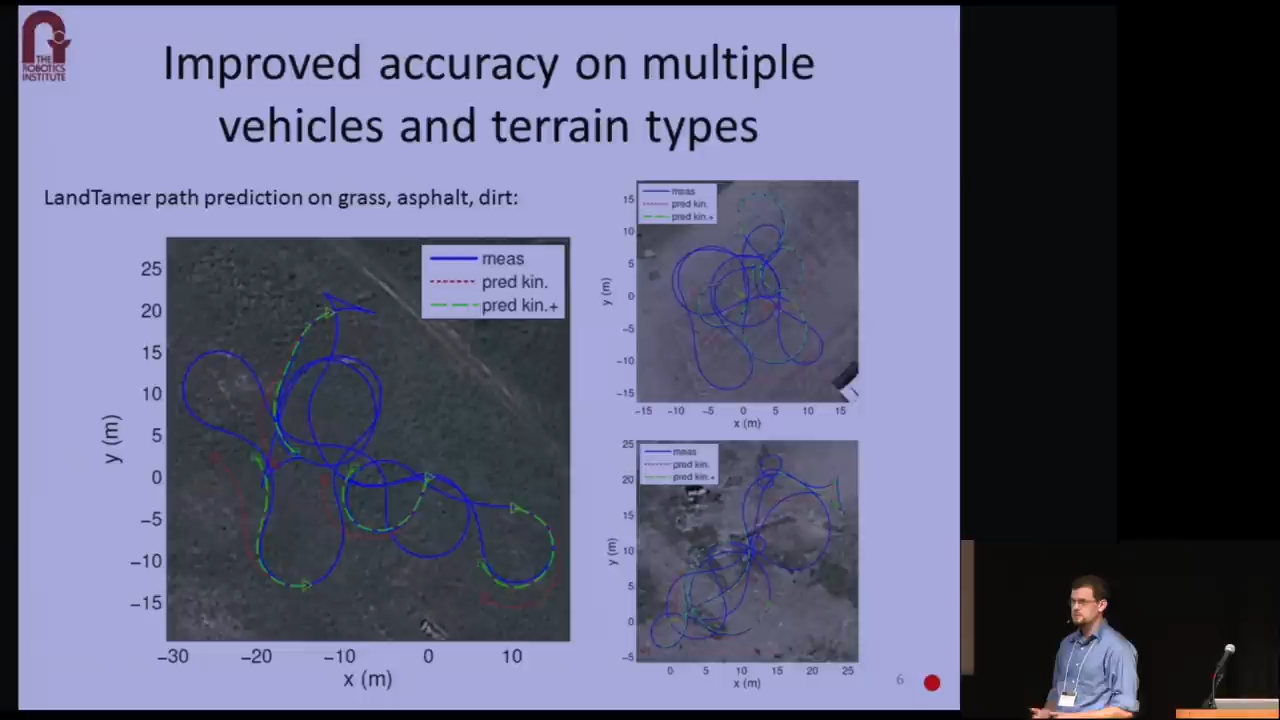 THE
ROBOTICS
INSTITUTE
Improved accuracy on multiple
vehicles and terrain types
LandTamer path prediction on grass, asphalt, dirt:
meas
pred kin.
pred kin.+
25
20
15
10
5
0
−5
−10
−15
y (m)
−30 −20 −10 0 10
x (m)
meas
pred kin.
pred kin.+
15
10
5
0
−5
−10
−15
y (m)
−15 −10 −5 0 5 10 15
x (m)
meas
pred kin.
pred kin.+
25
20
15
10
5
0
−5
y (m)
0 5 10 15 20 25
x (m)
6